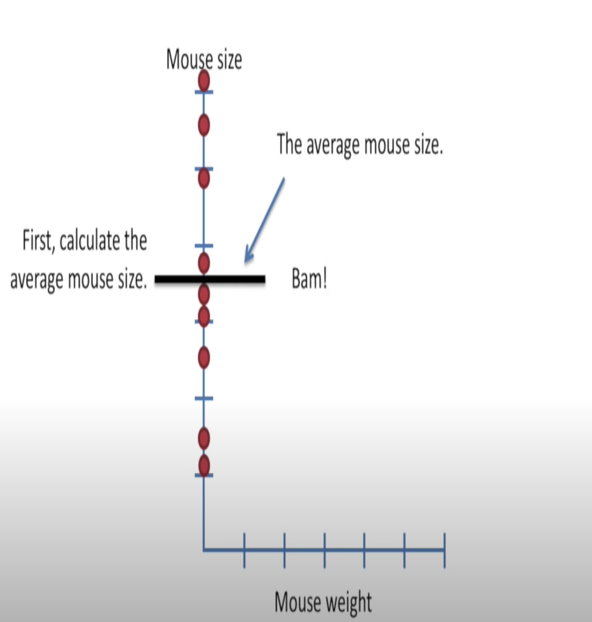 Mouse size
The average mouse size.
First, calculate the
average mouse size.
Bam!
Mouse weight